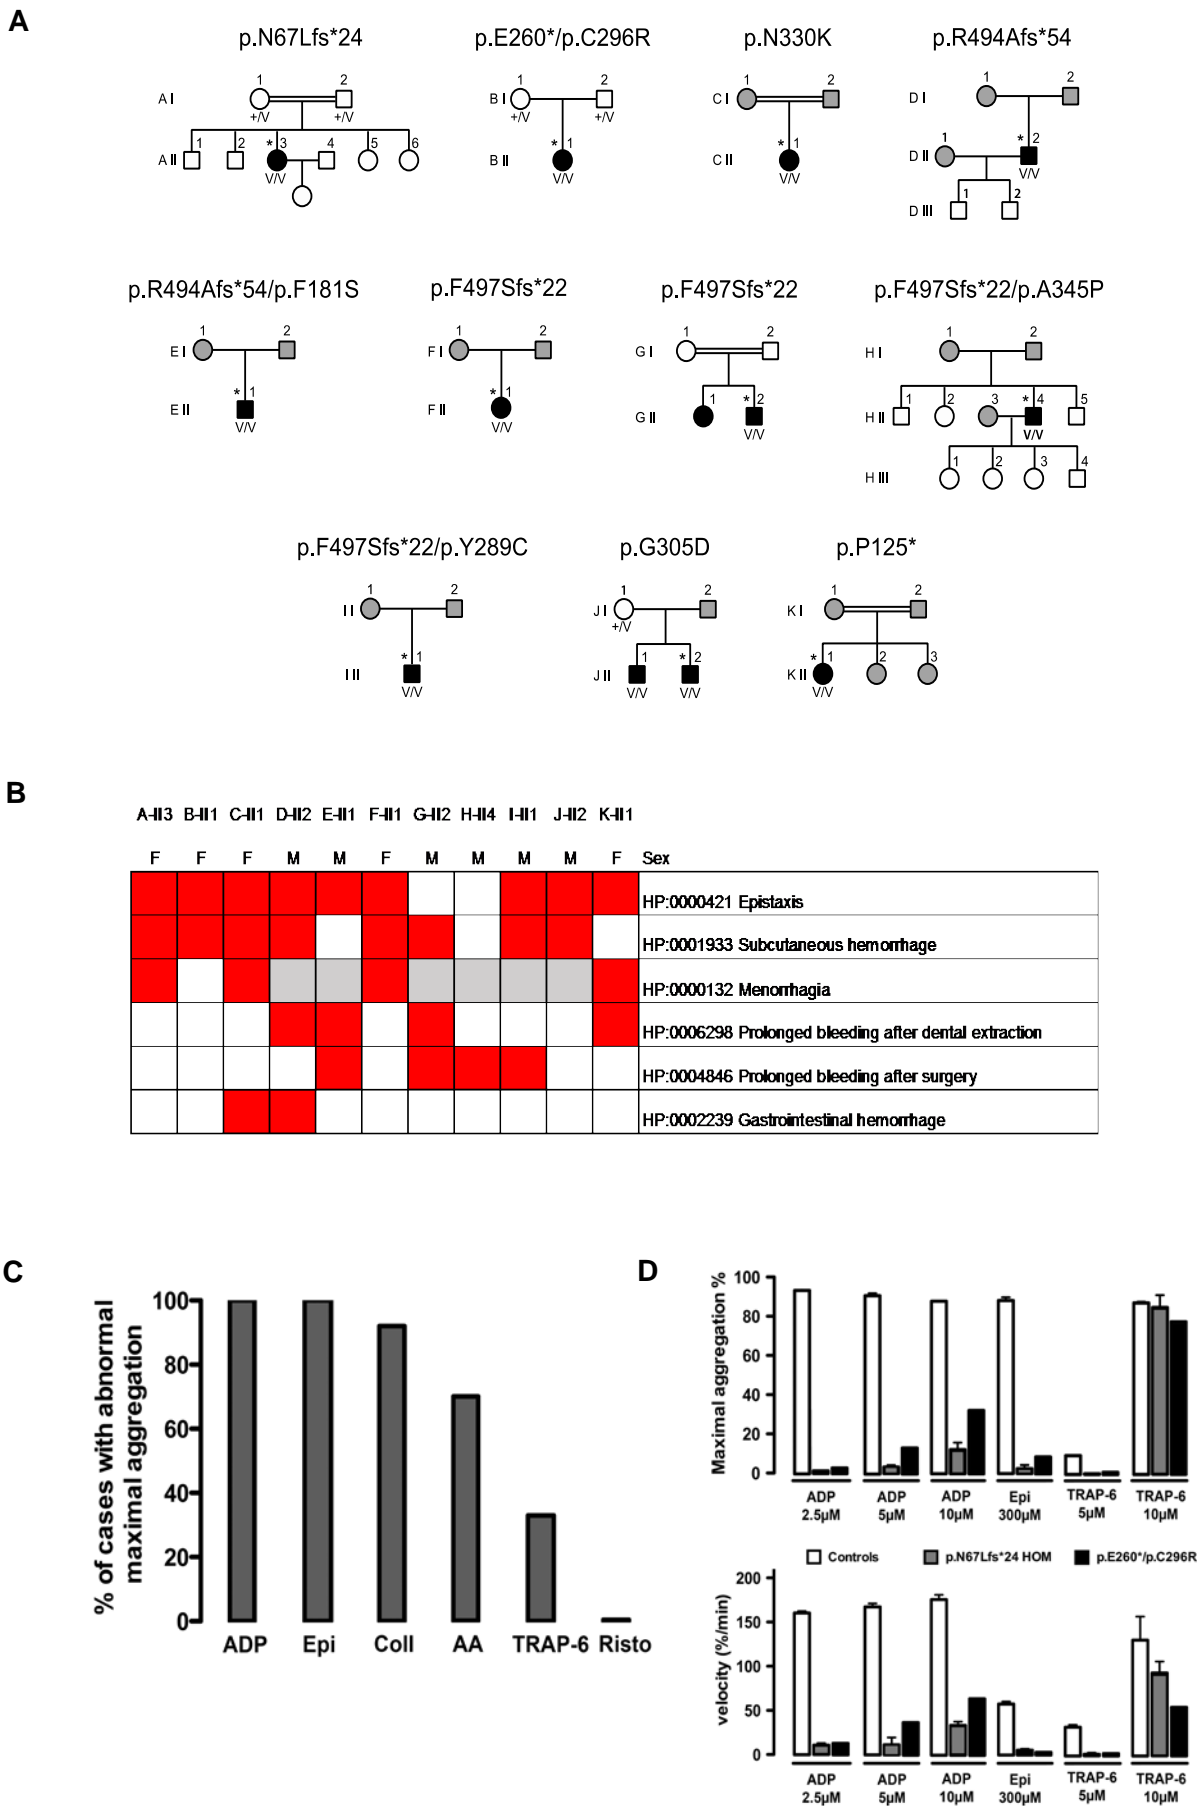 A
p.N67Lfs*24
p.E260*/p.C296R
p.N330K
p.R494Afs*54
1 2
A I
+/V +/V
1 2 * 3 4 5 6
A II
V/V
1 2
B I
+/V +/V
* 1
B II
V/V
1 2
C I
* 1
C II
V/V
1 2
D I
1 * 2
D II
V/V
1 2
D III
p.R494Afs*54/p.F181S
p.F497Sfs*22
p.F497Sfs*22
p.F497Sfs*22/p.A345P
1 2
E I
* 1
E II
V/V
1 2
F I
* 1
F II
V/V
1 2
G I
1 * 2
G II
V/V
1 2
H I
1 2 3 * 4 5
H II
V/V
1 2 3 4
H III
p.F497Sfs*22/p.Y289C
p.G305D
p.P125*
1 2
I I
* 1
I II
V/V
1 2
J I
+/V
1 * 2
J II
V/V V/V
1 2
K I
* 1 2 3
K II
V/V
B
A-II3 B-II1 C-II1 D-II2 E-II1 F-II1 G-II2 H-II4 I-II1 J-II2 K-II1
F F F M M F M M M M F Sex
HP:0000421 Epistaxis
HP:0001933 Subcutaneous hemorrhage
HP:0000132 Menorrhagia
HP:0006298 Prolonged bleeding after dental extraction
HP:0004846 Prolonged bleeding after surgery
HP:0002239 Gastrointestinal hemorrhage
C
% of cases with abnormal
maximal aggregation
100
80
60
40
20
0
ADP Epi Coll AA TRAP-6 Risto
D
Maximal aggregation %
100
80
60
40
20
0
ADP ADP ADP Epi TRAP-6 TRAP-6
2.5µM 5µM 10µM 300µM 5µM 10µM
Controls p.N67Lfs*24 HOM p.E260*/p.C296R
velocity (%/min)
200
150
100
50
0
ADP ADP ADP Epi TRAP-6 TRAP-6
2.5µM 5µM 10µM 300µM 5µM 10µM